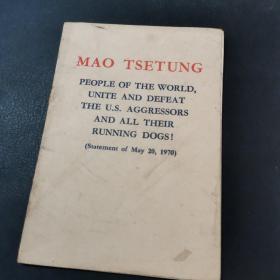 MAO TSETUNG
PEOPLE OF THE WORLD,
UNITE AND DEFEAT
THE U.S. AGGRESSORS
AND ALL THEIR
RUNNING DOGS!
(Statement of May 20, 1970)